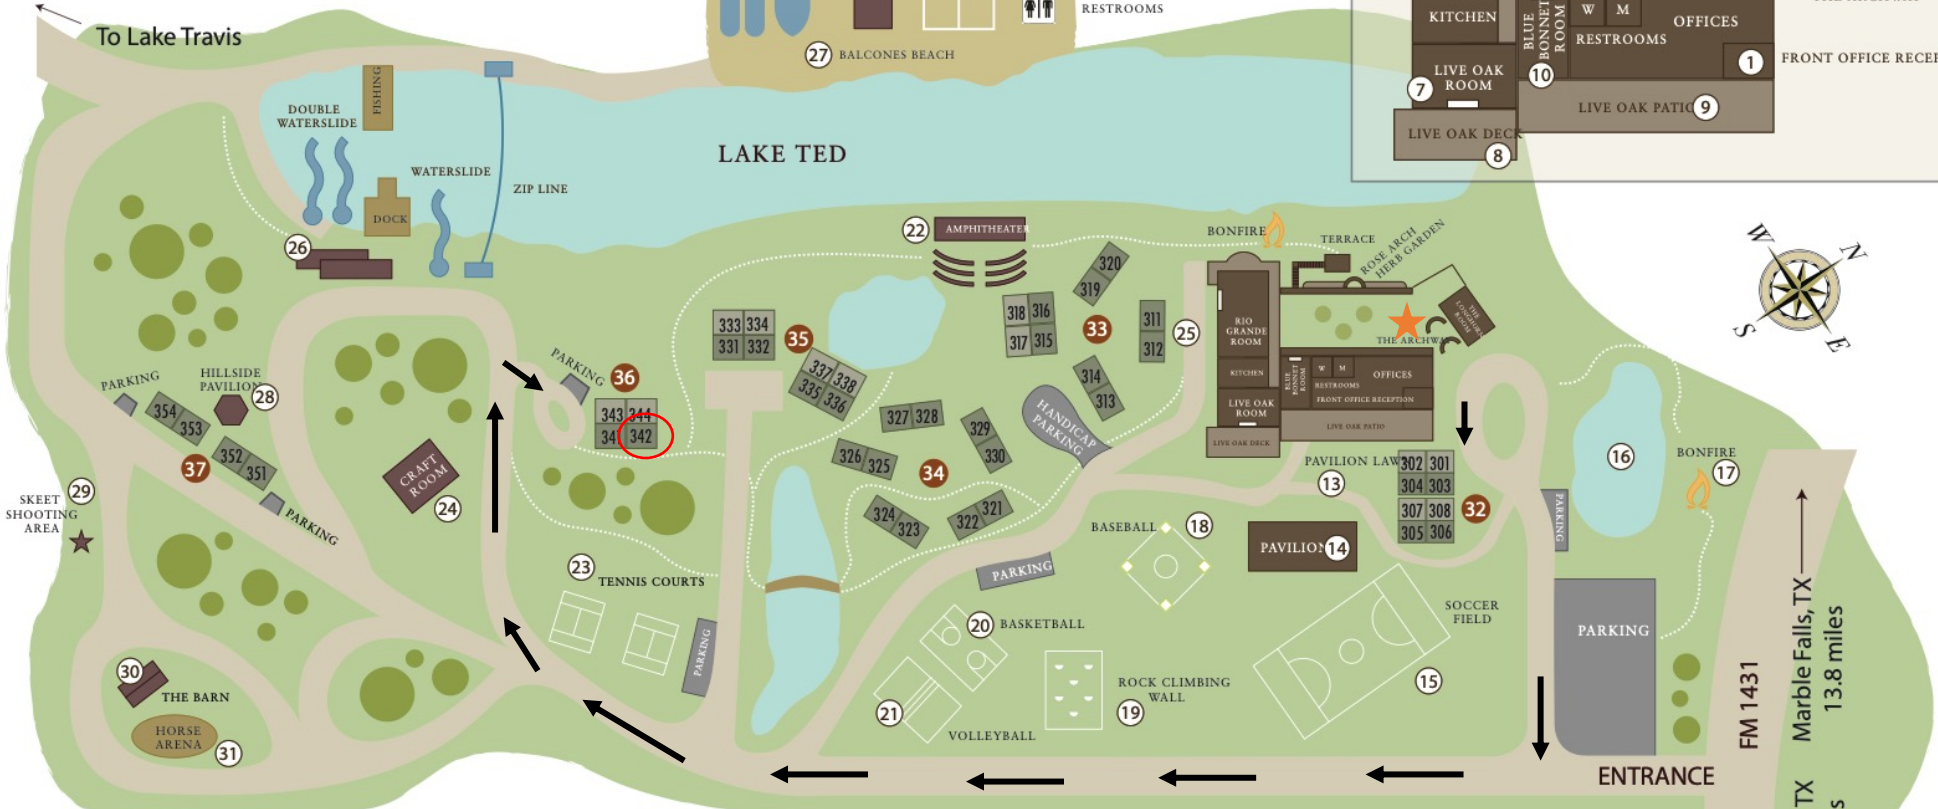 To Lake Travis
RESTROOMS
27 BALCONES BEACH
KITCHEN
BLUE
BONNET
ROOM
W M
OFFICES
RESTROOMS
1
FRONT OFFICE RECEP
10
LIVE OAK
ROOM
7
LIVE OAK PATIO
9
LIVE OAK DECK
8
FISHING
DOUBLE
WATERSLIDE
WATERSLIDE
ZIP LINE
DOCK
LAKE TED
26
22 AMPHITHEATER
BONFIRE
TERRACE
ROSE ARCH
HERB GARDEN
THE
LONGHORN
ROOM
THE ARCHWAY
W
N
S
E
320
319
318 316
317 315
33
311
312
25
314
313
RIO
GRANDE
ROOM
KITCHEN
BLUE
BONNET
ROOM
W M
RESTROOMS
OFFICES
FRONT OFFICE RECEPTION
LIVE OAK
ROOM
LIVE OAK PATIO
LIVE OAK DECK
333 334
331 332
35
337 338
335 336
PARKING
36
343 344
341 342
327 328
329
330
326 325
34
324
323
322 321
HANDICAP
PARKING
HILLSIDE
PAVILION
28
PARKING
354
353
352
351
37
PARKING
CRAFT
ROOM
24
29
SKEET
SHOOTING
AREA
PAVILION LAWN
13
302 301
304 303
307 308
305 306
32
PARKING
16
BONFIRE
17
BASEBALL
18
PAVILION 14
PARKING
23
TENNIS COURTS
PARKING
20 BASKETBALL
21
VOLLEYBALL
ROCK CLIMBING
WALL
19
SOCCER
FIELD
15
PARKING
30
THE BARN
HORSE
ARENA
31
ENTRANCE
FM 1431
Marble Falls, TX
13.8 miles
TX